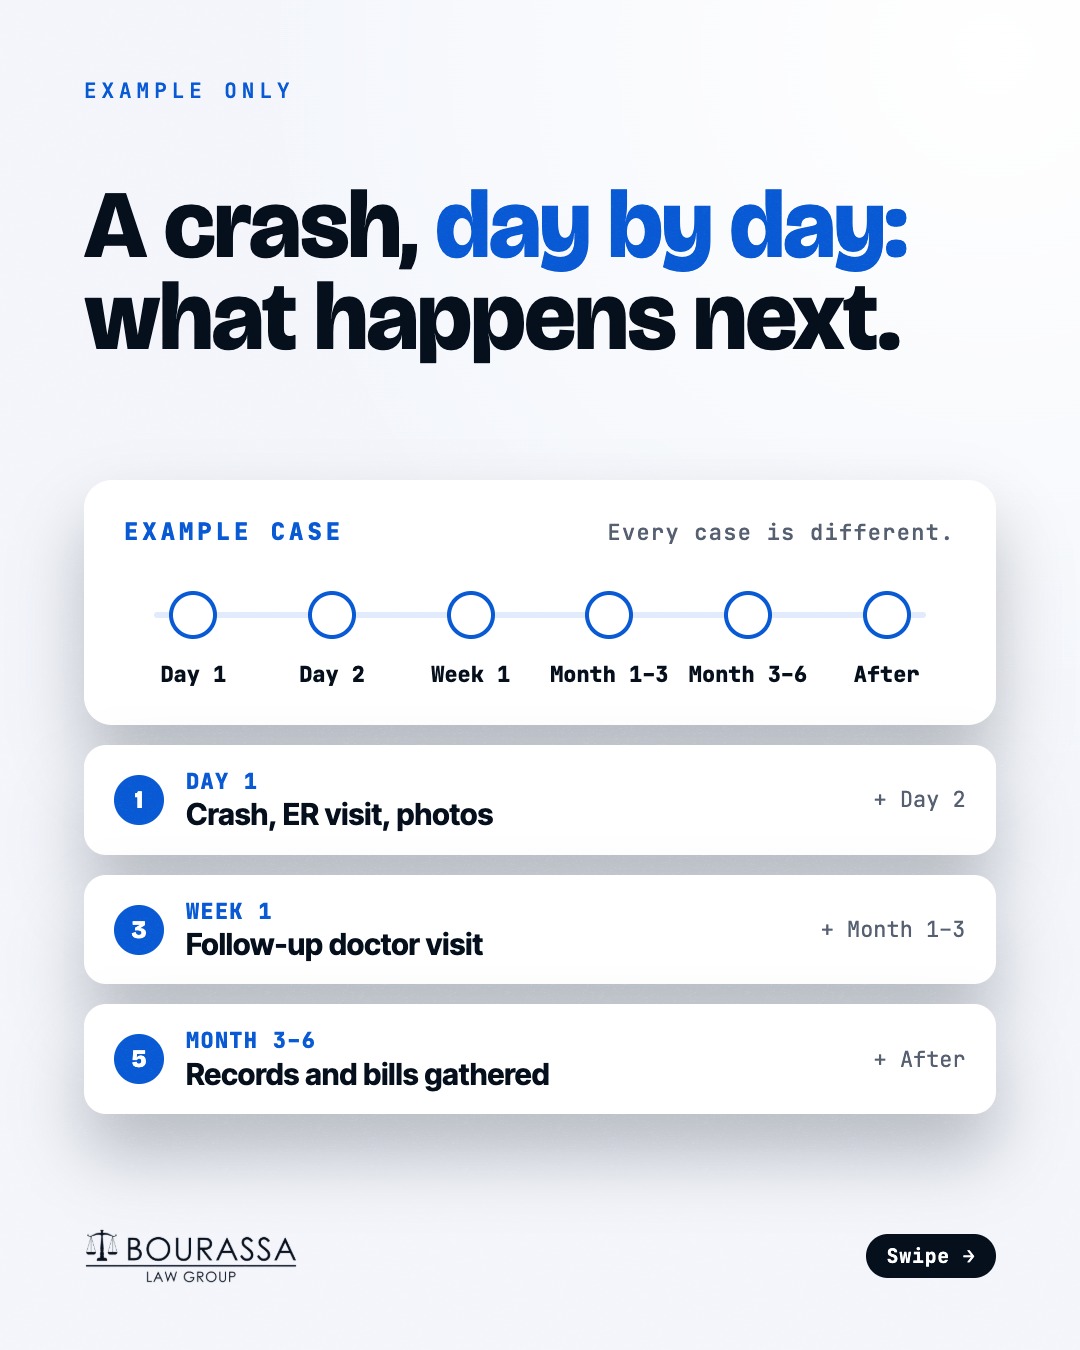 EXAMPLE ONLY
A crash, day by day:
what happens next.
EXAMPLE CASE
Every case is different.
Day 1
Day 2
Week 1
Month 1–3
Month 3–6
After
1
DAY 1
Crash, ER visit, photos
+ Day 2
3
WEEK 1
Follow-up doctor visit
+ Month 1–3
5
MONTH 3–6
Records and bills gathered
+ After
BOURASSA
LAW GROUP
Swipe →